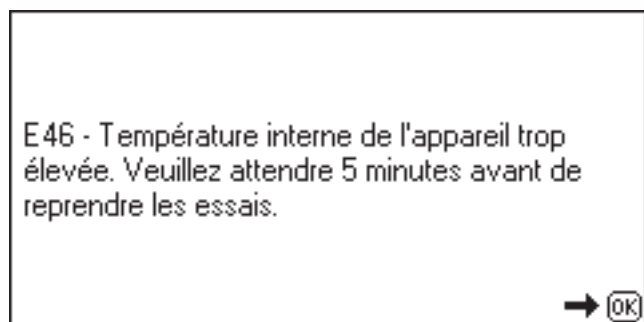 E46 - Température interne de l'appareil trop
élevée. Veuillez attendre 5 minutes avant de
reprendre les essais.
➡ OK